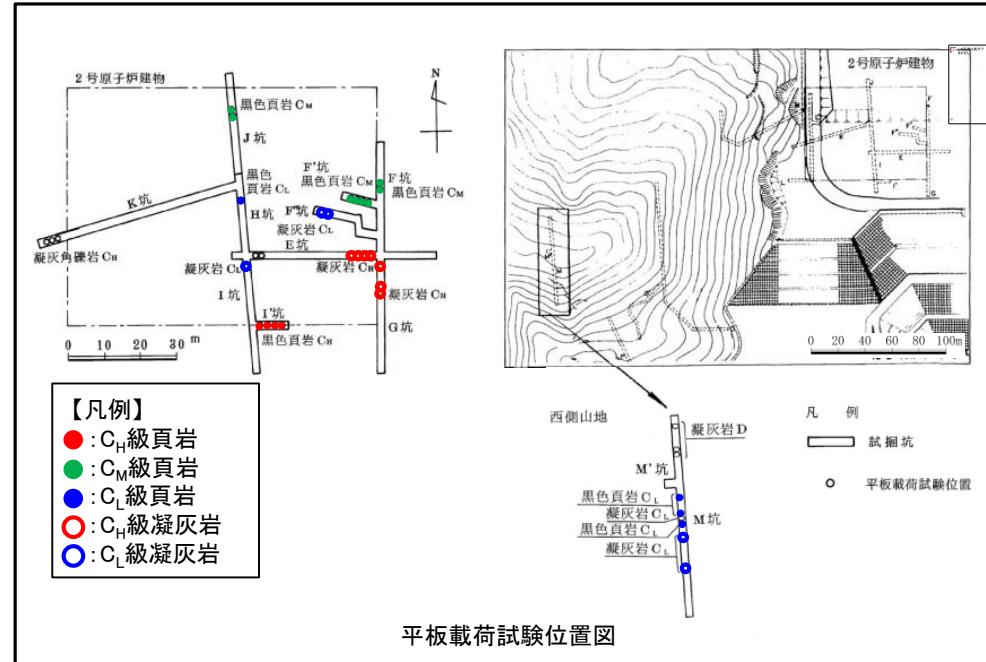 2号原子炉建物
N
黒色頁岩 CM
J 坑
黒色
頁岩 CL
F'坑
黒色頁岩 CM
F坑
黒色頁岩 CM
K坑
H坑
F"坑
凝灰岩 CL
E坑
凝灰角礫岩 CH
凝灰岩 CL
凝灰岩 CH
I 坑
凝灰岩 CH
I'坑
黒色頁岩 CH
G坑
0 10 20 30 m
【凡例】
:CH級頁岩
:CM級頁岩
:CL級頁岩
:CH級凝灰岩
:CL級凝灰岩
2号原子炉建物
K
F
E
I
G
0 20 40 60 80 100m
西側山地
凝灰岩 D
M'坑
黒色頁岩 CL
凝灰岩 CL
M坑
黒色頁岩 CL
凝灰岩 CL
凡 例
試掘坑
平板載荷試験位置
平板載荷試験位置図